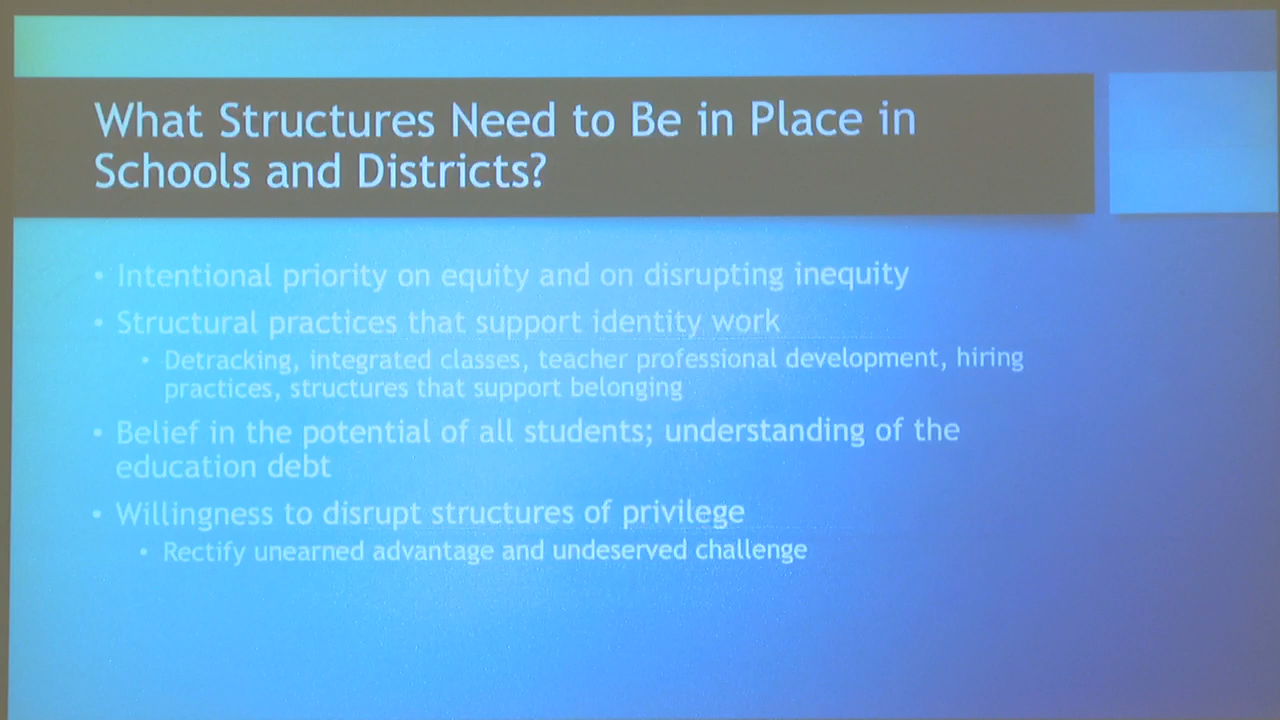 What Structures Need to Be in Place in
Schools and Districts?
• Intentional priority on equity and on disrupting inequity
• Structural practices that support identity work
• Detracking, integrated classes, teacher professional development, hiring
practices, structures that support belonging
• Belief in the potential of all students; understanding of the
education debt
• Willingness to disrupt structures of privilege
• Rectify unearned advantage and undeserved challenge